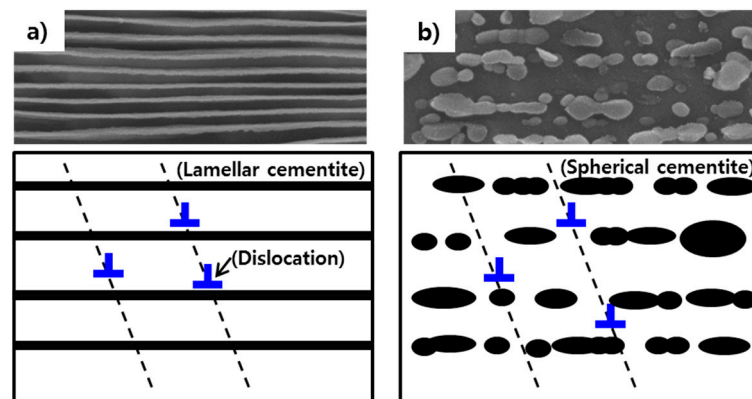 a)
b)
(Lamellar cementite)
(Dislocation)
(Spherical cementite)